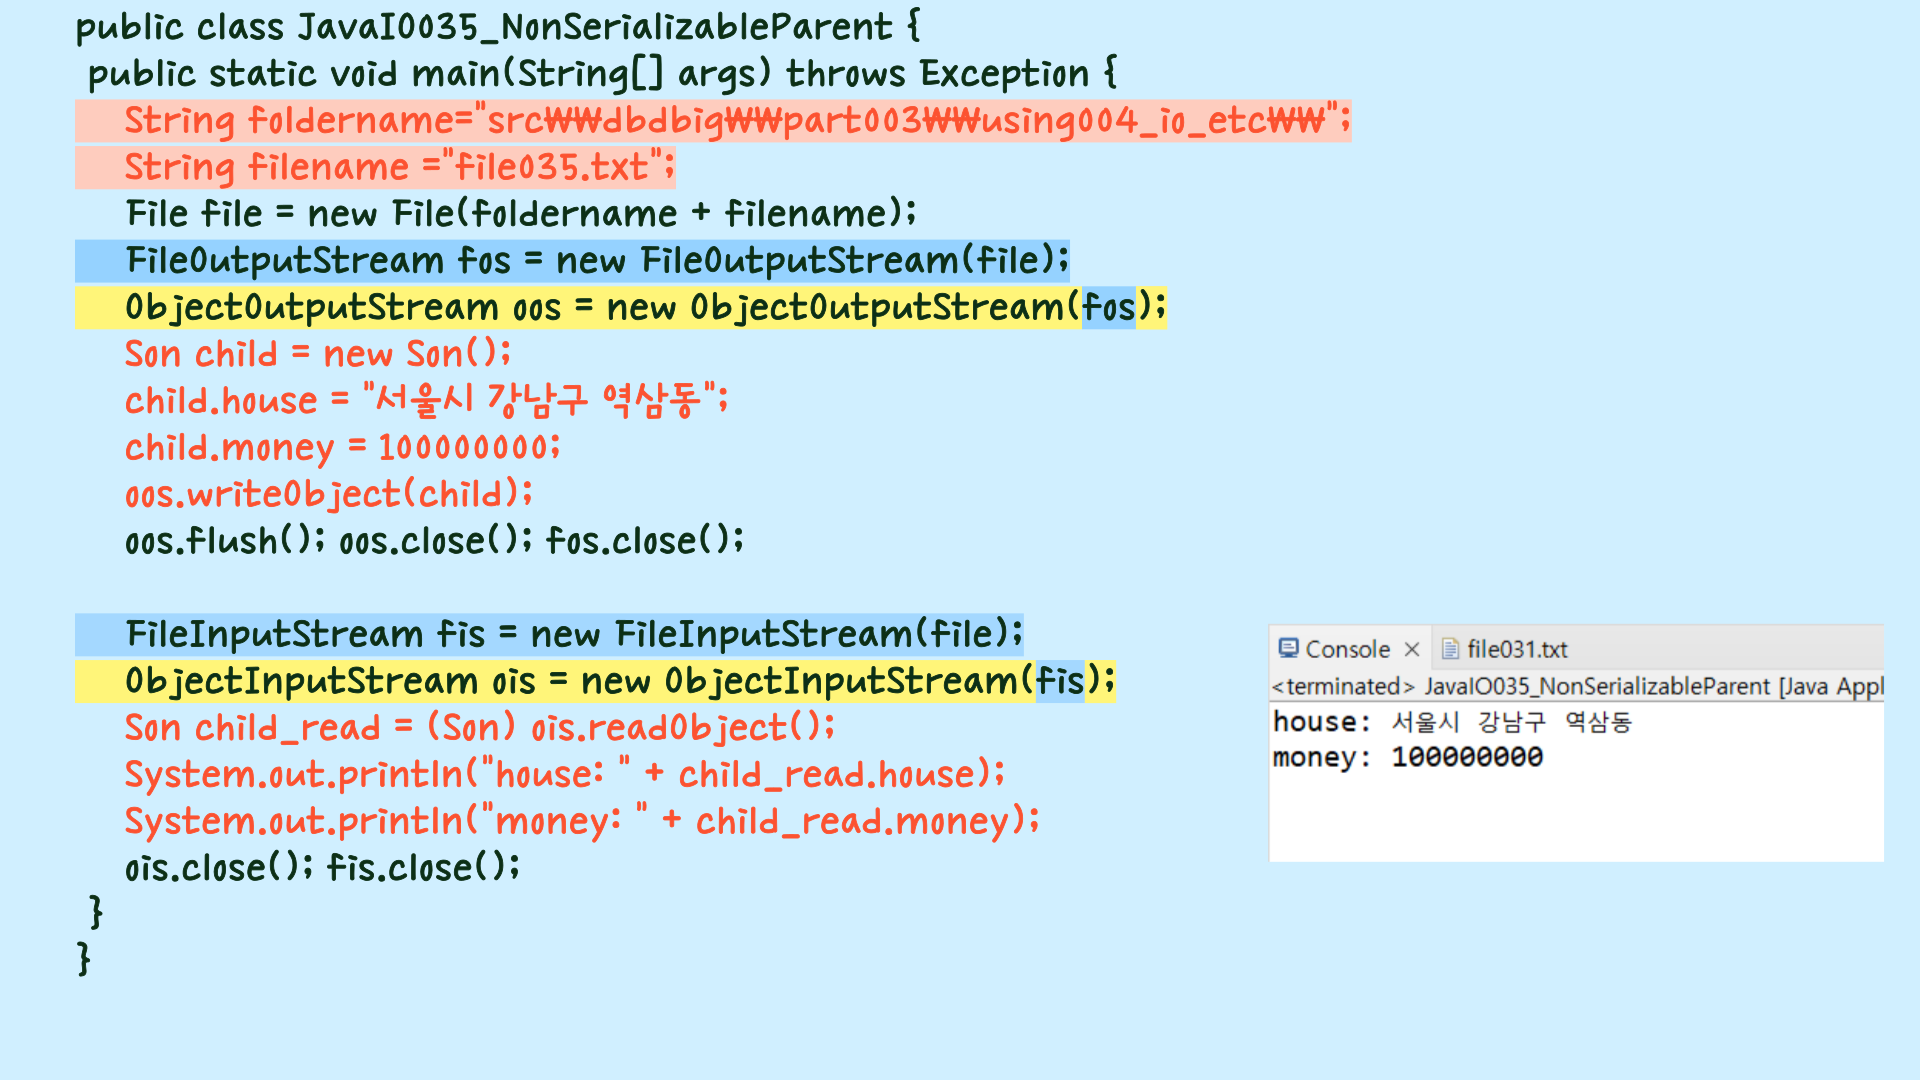 public class JavaIO035_NonSerializableParent {
public static void main(String[] args) throws Exception {
String foldername="src₩₩dbdbig₩₩part003₩₩using004_io_etc₩₩";
String filename ="file035.txt";
File file = new File(foldername + filename);
FileOutputStream fos = new FileOutputStream(file);
ObjectOutputStream oos = new ObjectOutputStream(fos);
Son child = new Son();
child.house = "서울시 강남구 역삼동";
child.money = 100000000;
oos.writeObject(child);
oos.flush(); oos.close(); fos.close();
FileInputStream fis = new FileInputStream(file);
ObjectInputStream ois = new ObjectInputStream(fis);
Son child_read = (Son) ois.readObject();
System.out.println("house: " + child_read.house);
System.out.println("money: " + child_read.money);
ois.close(); fis.close();
}
}
Console × file031.txt
<terminated> JavaIO035_NonSerializableParent [Java Appl
house: 서울시 강남구 역삼동
money: 100000000